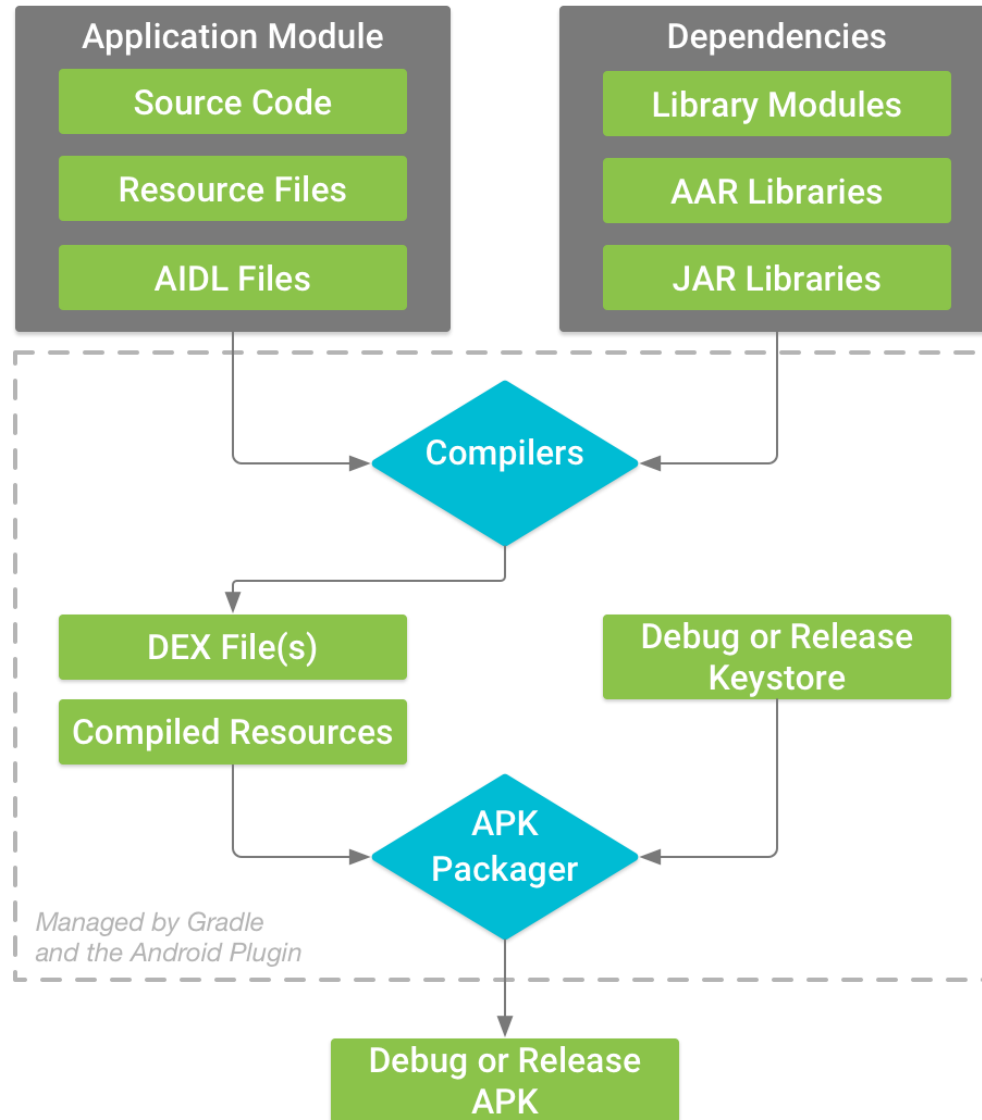 Application Module
Source Code
Resource Files
AIDL Files
Dependencies
Library Modules
AAR Libraries
JAR Libraries
Compilers
DEX File(s)
Compiled Resources
Debug or Release
Keystore
APK
Packager
Managed by Gradle
and the Android Plugin
Debug or Release
APK